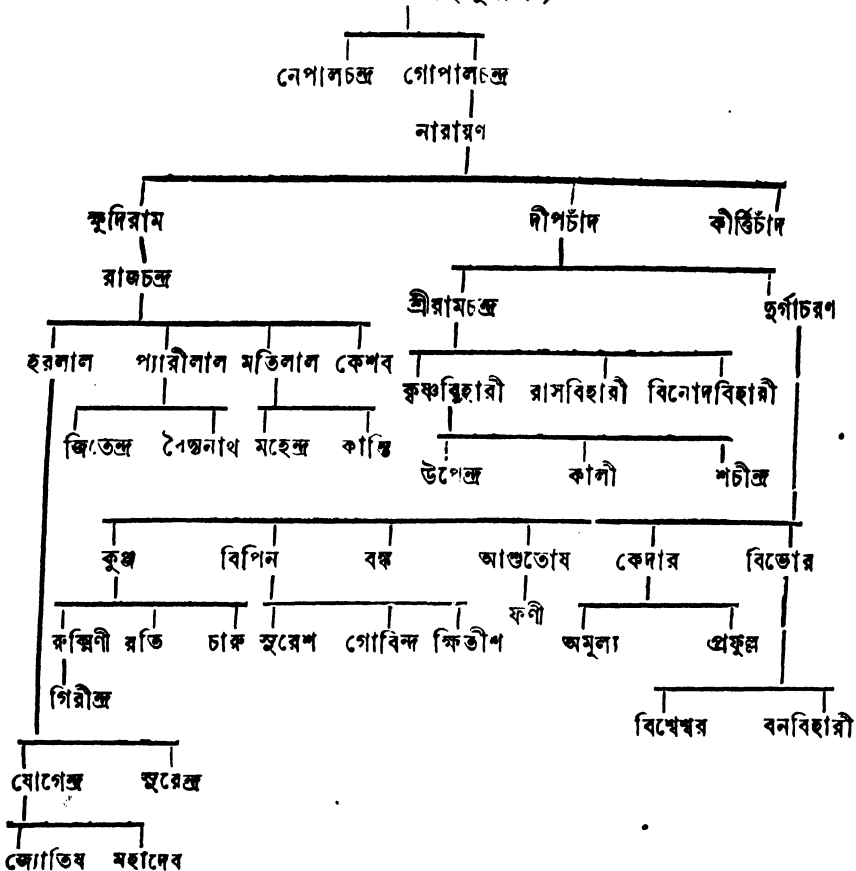 নেপালচন্দ্র গোপালচন্দ্র
নারায়ণ
ক্ষুদিরাম দীপচাঁদ কীর্ত্তিচাঁদ
রাজচন্দ্র
শ্রীরামচন্দ্র দুর্গাচরণ
হরলাল প্যারীলাল মতিলাল কেশব
কৃষ্ণবিহারী রাসবিহারী বিনোদবিহারী
জিতেন্দ্র বৈদ্যনাথ মহেন্দ্র কান্তি
উপেন্দ্র কালী শচীন্দ্র
কুঞ্জ বিপিন বঙ্ক আশুতোষ কেদার বিভোর
ফণী
রুক্মিণী রতি চারু সুরেশ গোবিন্দ ক্ষিতীশ অমূল্য প্রফুল্ল
গিরীন্দ্র
বিশ্বেশ্বর বনবিহারী
যোগেন্দ্র সুরেন্দ্র
জ্যোতিষ মহাদেব